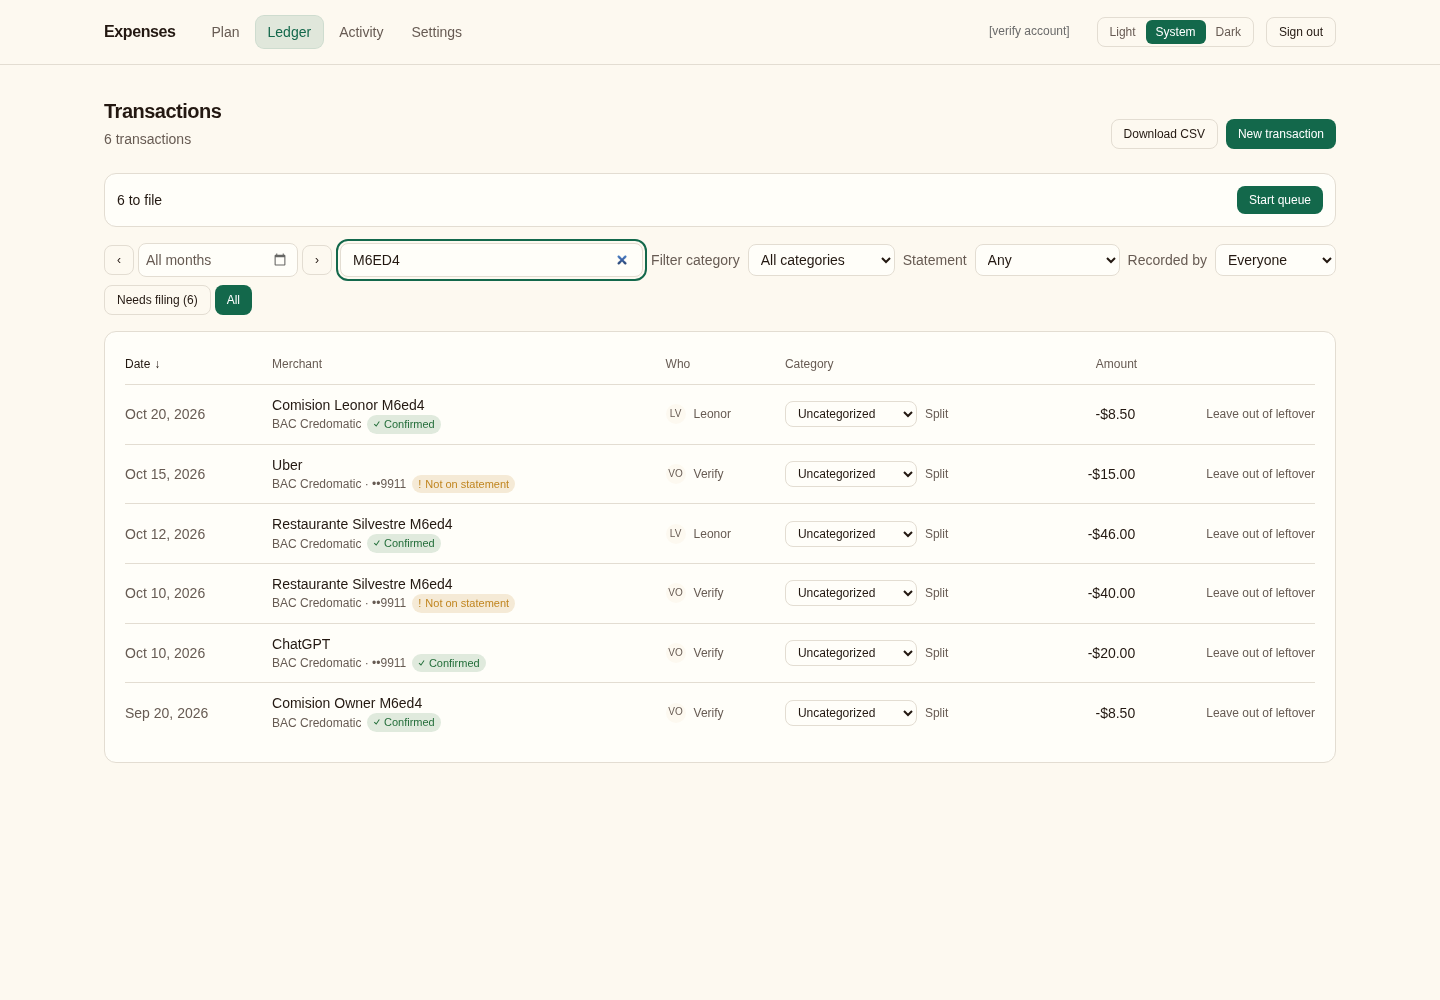 Expenses Plan Ledger Activity Settings [verify account] Light System Dark Sign out
Transactions
6 transactions
Download CSV New transaction
6 to file Start queue
‹ All months › M6ED4 Filter category All categories Statement Any Recorded by Everyone
Needs filing (6) All
Date ↓ Merchant Who Category Amount
Oct 20, 2026 Comision Leonor M6ed4 LV Leonor Uncategorized Split -$8.50 Leave out of leftover
BAC Credomatic ✓ Confirmed
Oct 15, 2026 Uber VO Verify Uncategorized Split -$15.00 Leave out of leftover
BAC Credomatic · ••9911 ! Not on statement
Oct 12, 2026 Restaurante Silvestre M6ed4 LV Leonor Uncategorized Split -$46.00 Leave out of leftover
BAC Credomatic ✓ Confirmed
Oct 10, 2026 Restaurante Silvestre M6ed4 VO Verify Uncategorized Split -$40.00 Leave out of leftover
BAC Credomatic · ••9911 ! Not on statement
Oct 10, 2026 ChatGPT VO Verify Uncategorized Split -$20.00 Leave out of leftover
BAC Credomatic · ••9911 ✓ Confirmed
Sep 20, 2026 Comision Owner M6ed4 VO Verify Uncategorized Split -$8.50 Leave out of leftover
BAC Credomatic ✓ Confirmed